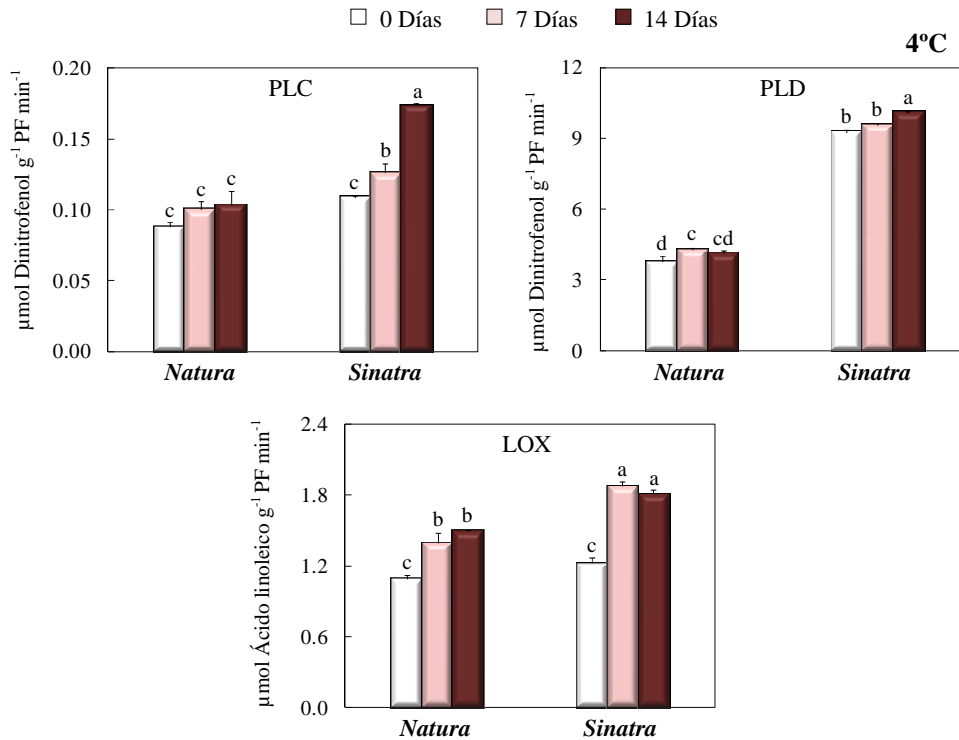 0 Días 7 Días 14 Días
4ºC
PLC
µmol Dinitrofenol g⁻¹ PF min⁻¹
0.20
0.15
0.10
0.05
0.00
c c c c b a
Natura Sinatra
PLD
µmol Dinitrofenol g⁻¹ PF min⁻¹
12
9
6
3
0
d c cd b b a
Natura Sinatra
LOX
µmol Ácido linoleico g⁻¹ PF min⁻¹
2.4
1.8
1.2
0.6
0.0
c b b c a a
Natura Sinatra